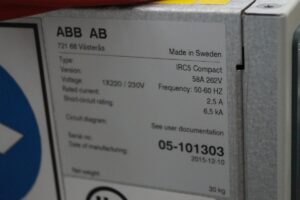 ABB AB
721 68 Västerås
Made in Sweden
Type: IRC5 Compact
Version: 58A 262V
Voltage: 1X220 / 230V Frequency: 50-60 HZ
Rated current: 2,5 A
Short-circuit rating: 6,5 kA
Circuit diagram: See user documentation
Serial no: 05-101303
Date of manufacturing: 2015-12-10
Net weight: 30 kg